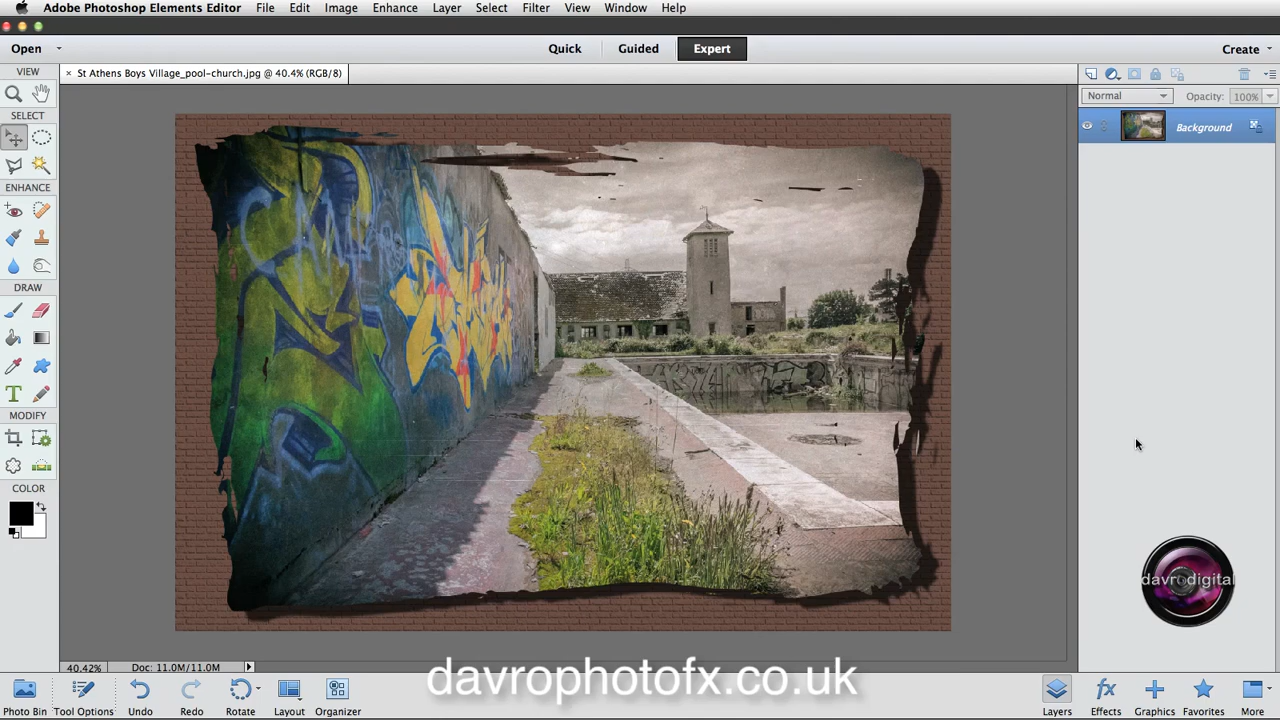 Adobe Photoshop Elements Editor File Edit Image Enhance Layer Select Filter View Window Help
Open Quick Guided Expert Create
VIEW
× St Athens Boys Village_pool-church.jpg @ 40.4% (RGB/8)
Normal Opacity: 100%
SELECT
Background
ENHANCE
DRAW
T
MODIFY
COLOR
davrodigital
40.42% Doc: 11.0M/11.0M
davrophotofx.co.uk
Photo Bin Tool Options Undo Redo Rotate Layout Organizer Layers Effects Graphics Favorites More